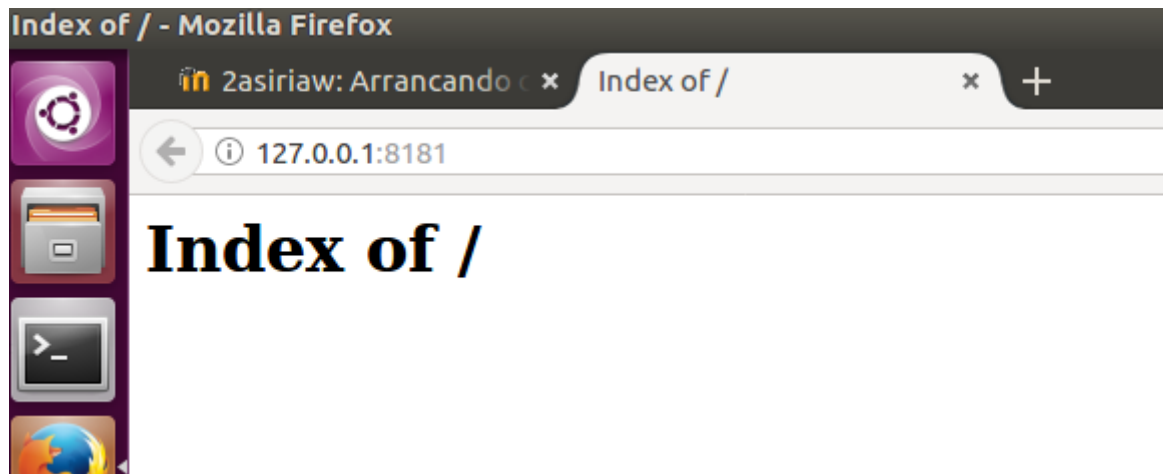 Index of / - Mozilla Firefox
2asiriaw: Arrancando
Index of /
127.0.0.1:8181
Index of /